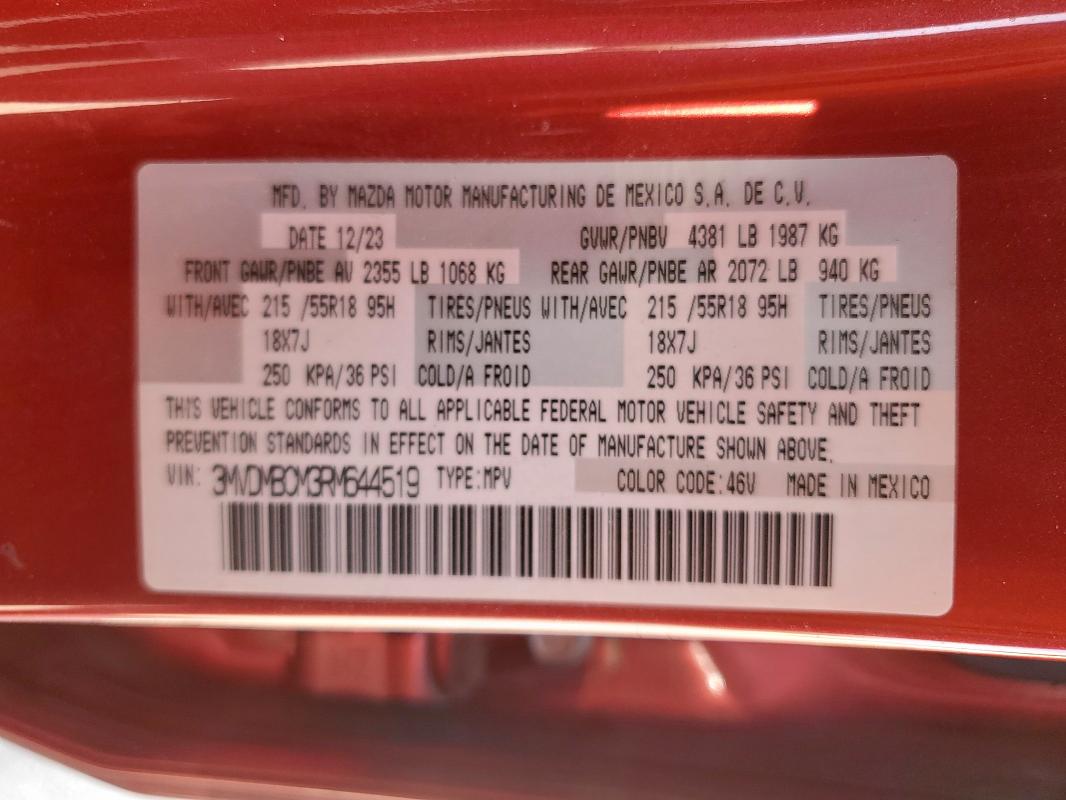 MFD. BY MAZDA MOTOR MANUFACTURING DE MEXICO S.A. DE C.V.
DATE 12/23 GVWR/PNBV 4381 LB 1987 KG
FRONT GAWR/PNBE AV 2355 LB 1068 KG REAR GAWR/PNBE AR 2072 LB 940 KG
WITH/AVEC 215 /55R18 95H TIRES/PNEUS WITH/AVEC 215 /55R18 95H TIRES/PNEUS
18X7J RIMS/JANTES 18X7J RIMS/JANTES
250 KPA/36 PSI COLD/A FROID 250 KPA/36 PSI COLD/A FROID
THIS VEHICLE CONFORMS TO ALL APPLICABLE FEDERAL MOTOR VEHICLE SAFETY AND THEFT
PREVENTION STANDARDS IN EFFECT ON THE DATE OF MANUFACTURE SHOWN ABOVE.
VIN: 3MVDMBCM3RM644519 TYPE:MPV COLOR CODE:46V MADE IN MEXICO